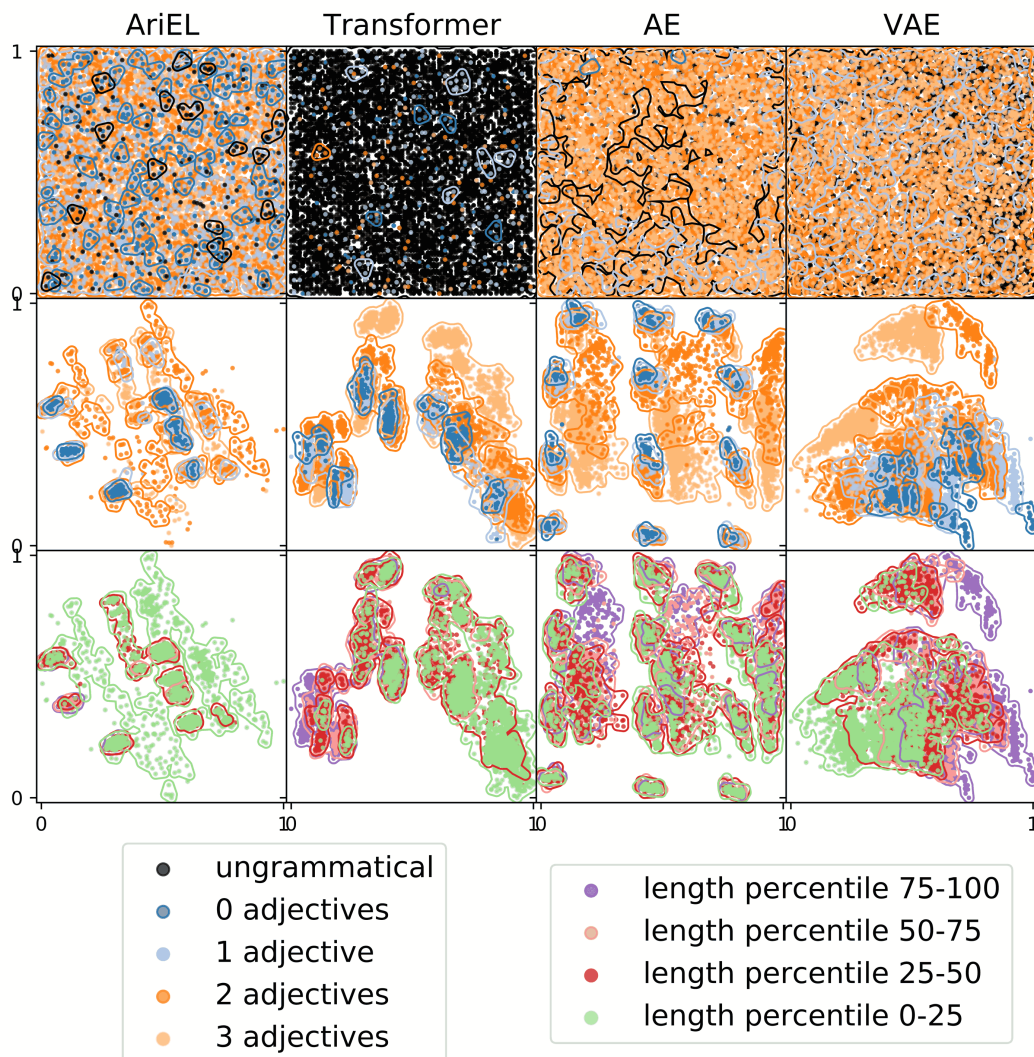 AriEL Transformer AE VAE
1
0
1
0
1
0
0 10 10 10 1
ungrammatical
0 adjectives
1 adjective
2 adjectives
3 adjectives
length percentile 75-100
length percentile 50-75
length percentile 25-50
length percentile 0-25